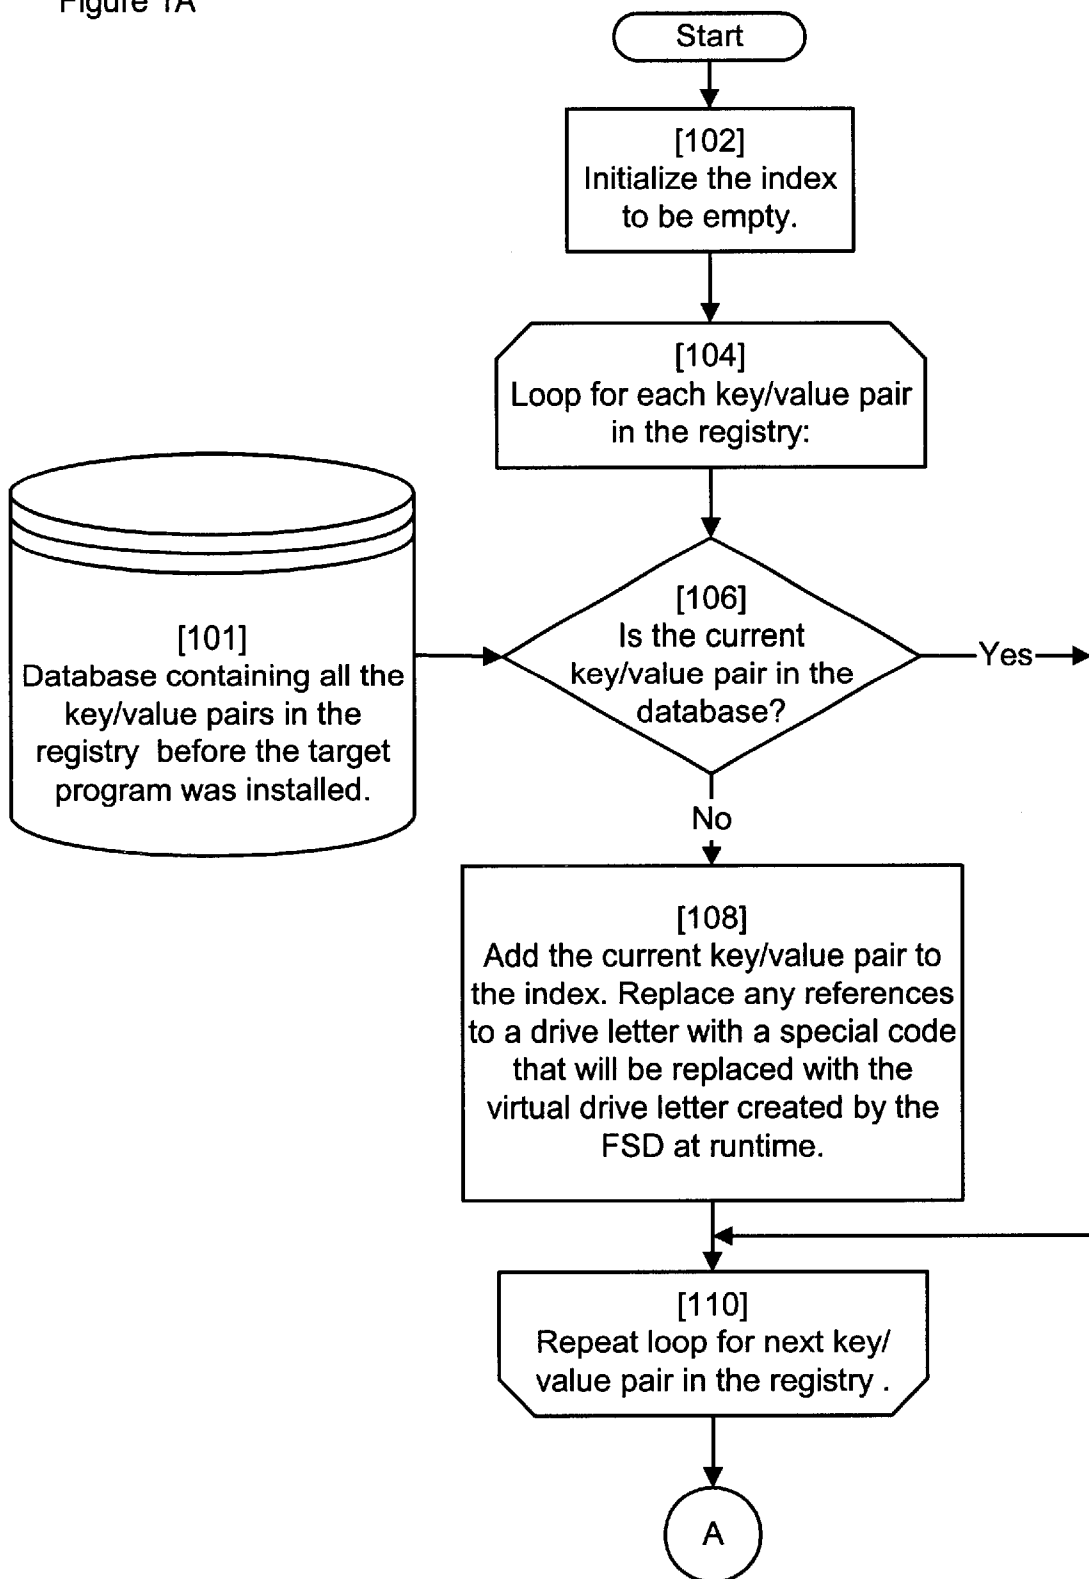 Figure 1A
Start
[102]
Initialize the index
to be empty.
[104]
Loop for each key/value pair
in the registry:
[101]
Database containing all the
key/value pairs in the
registry before the target
program was installed.
[106]
Is the current
key/value pair in the
database?
Yes
No
[108]
Add the current key/value pair to
the index. Replace any references
to a drive letter with a special code
that will be replaced with the
virtual drive letter created by the
FSD at runtime.
[110]
Repeat loop for next key/
value pair in the registry .
A